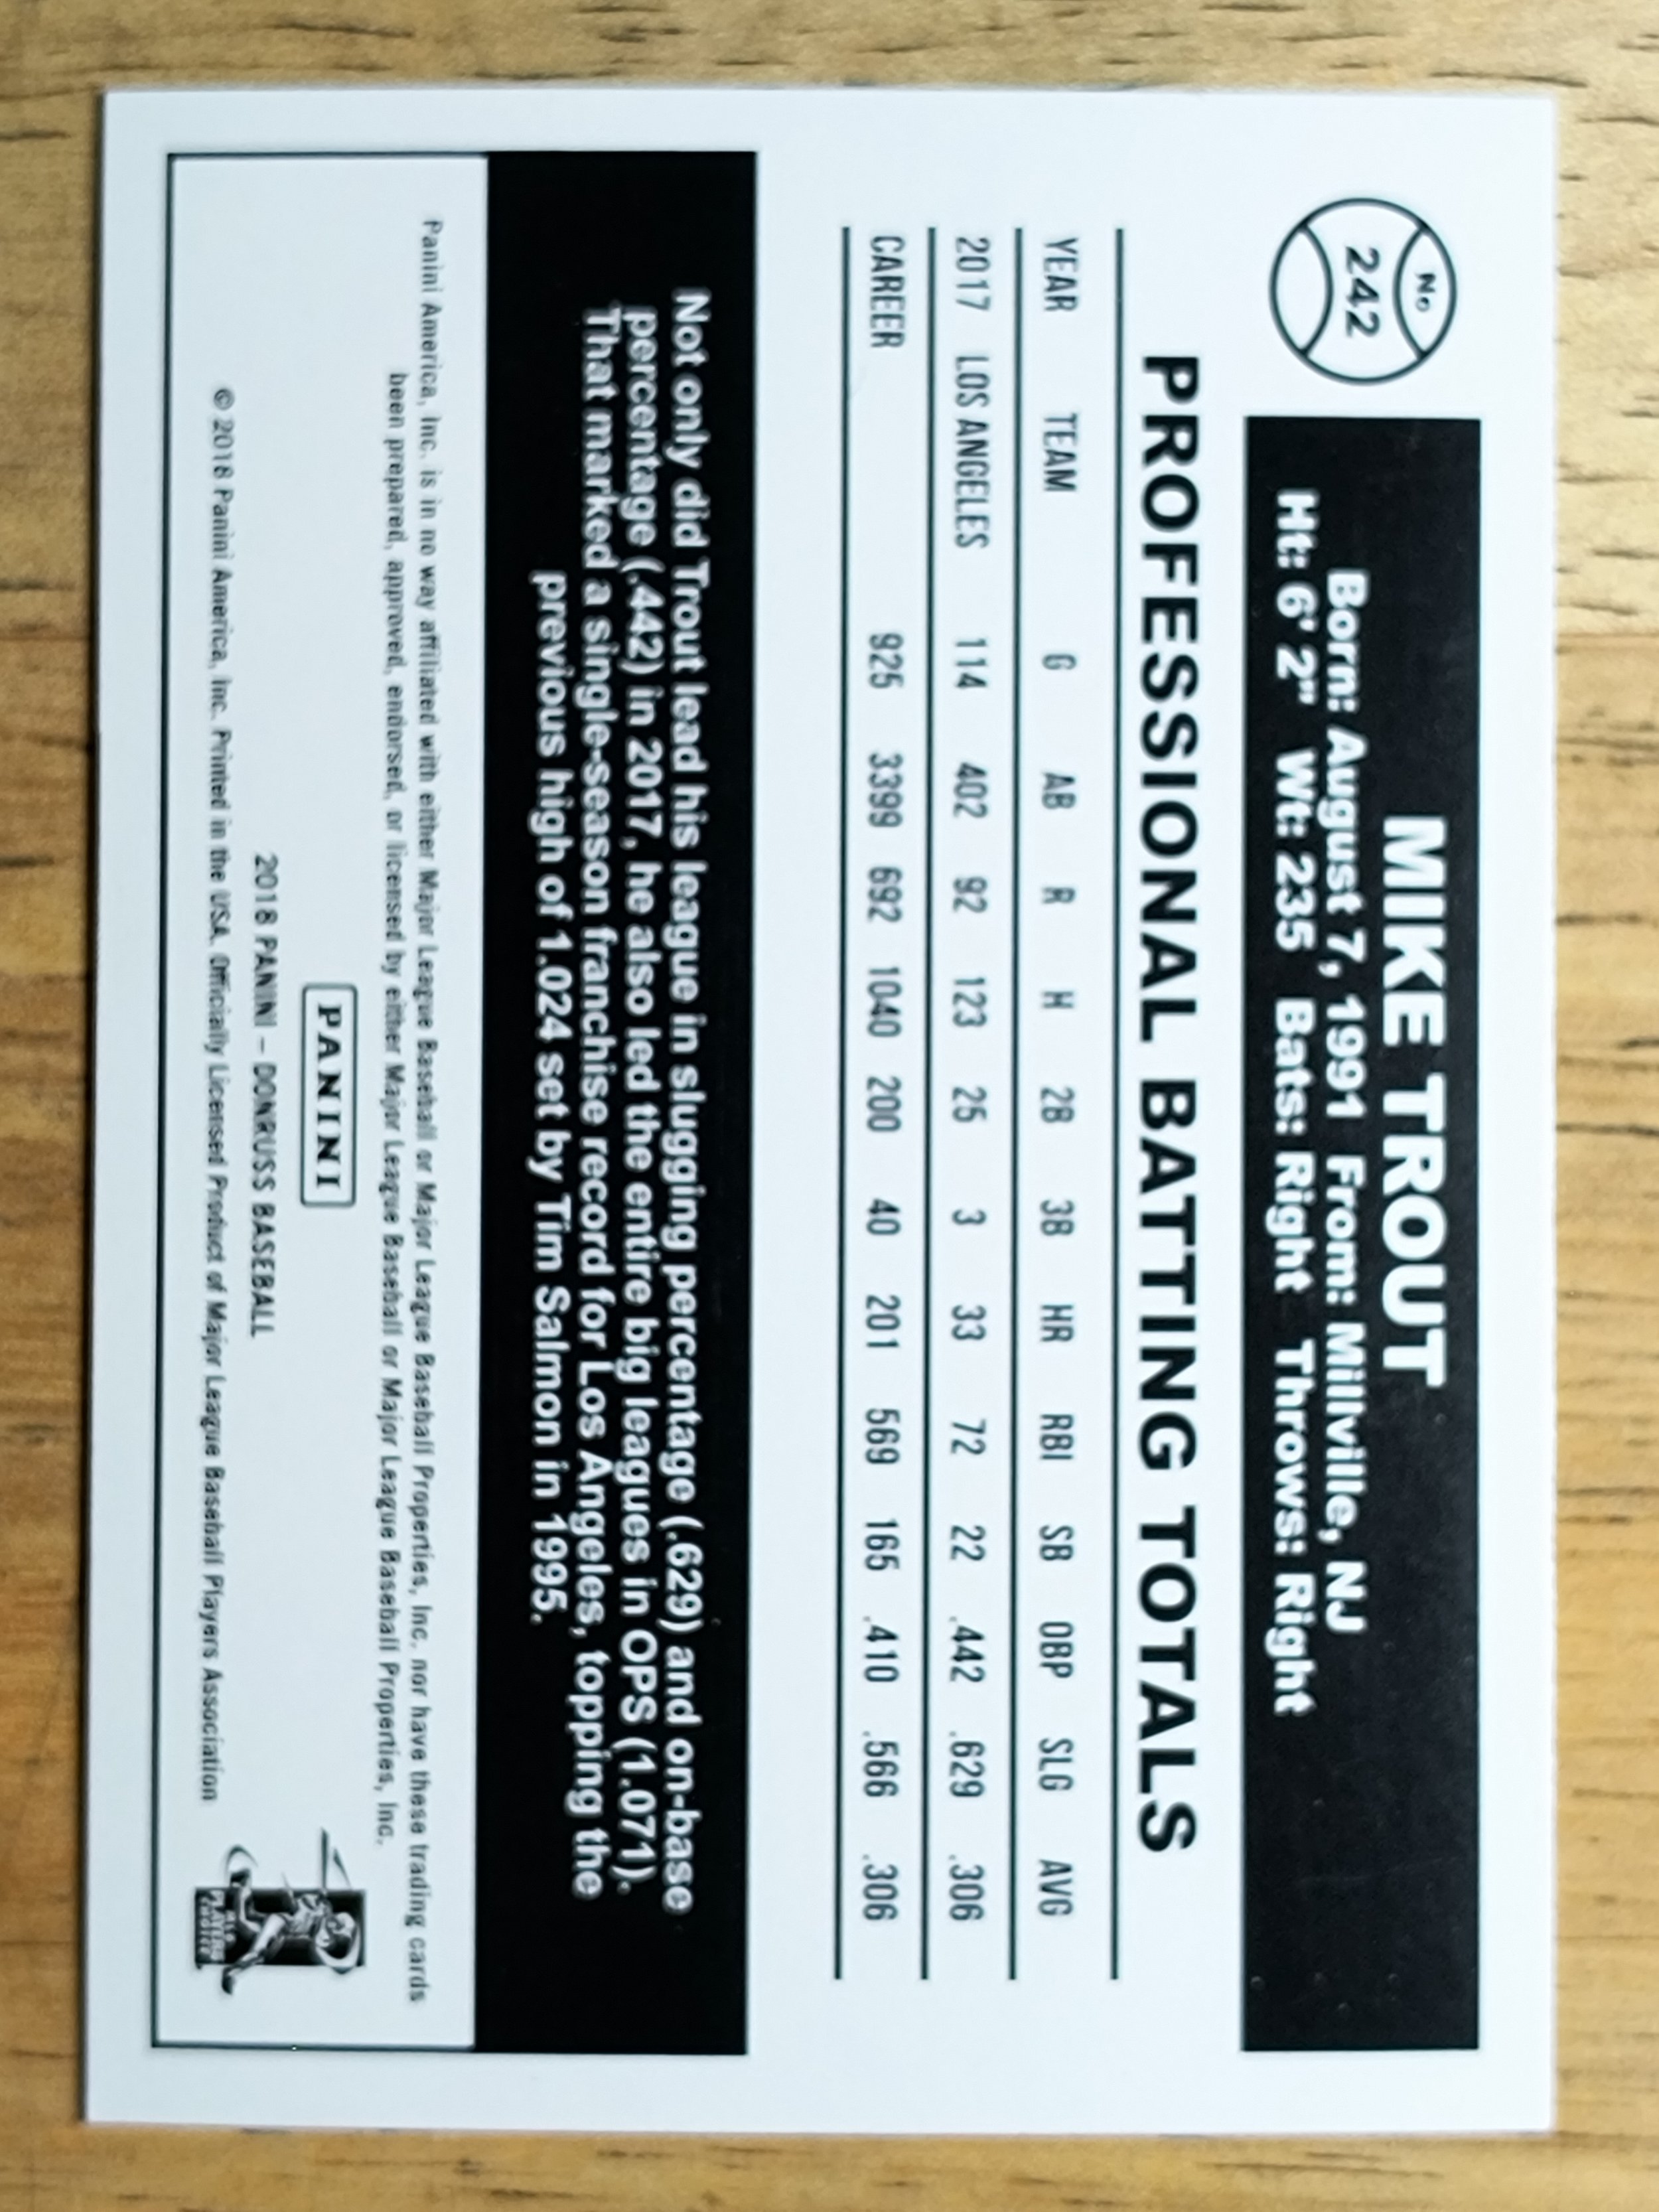 No
242
MIKE TROUT
Born: August 7, 1991 From: Millville, NJ
Ht: 6' 2" Wt: 235 Bats: Right Throws: Right
PROFESSIONAL BATTING TOTALS
YEAR TEAM G AB R H 2B 3B HR RBI SB OBP SLG AVG
2017 LOS ANGELES 114 402 92 123 25 3 33 72 22 .442 .629 .306
CAREER 925 3399 692 1040 200 40 201 569 165 .410 .566 .306
Not only did Trout lead his league in slugging percentage (.629) and on-base
percentage (.442) in 2017, he also led the entire big leagues in OPS (1.071).
That marked a single-season franchise record for Los Angeles, topping the
previous high of 1.024 set by Tim Salmon in 1995.
Panini America, Inc. is in no way affiliated with either Major League Baseball or Major League Baseball Properties, Inc. nor have these trading cards
been prepared, approved, endorsed, or licensed by either Major League Baseball or Major League Baseball Properties, Inc.
PANINI
2018 PANINI – DONRUSS BASEBALL
© 2018 Panini America, Inc. Printed in the USA. Officially Licensed Product of Major League Baseball Players Association